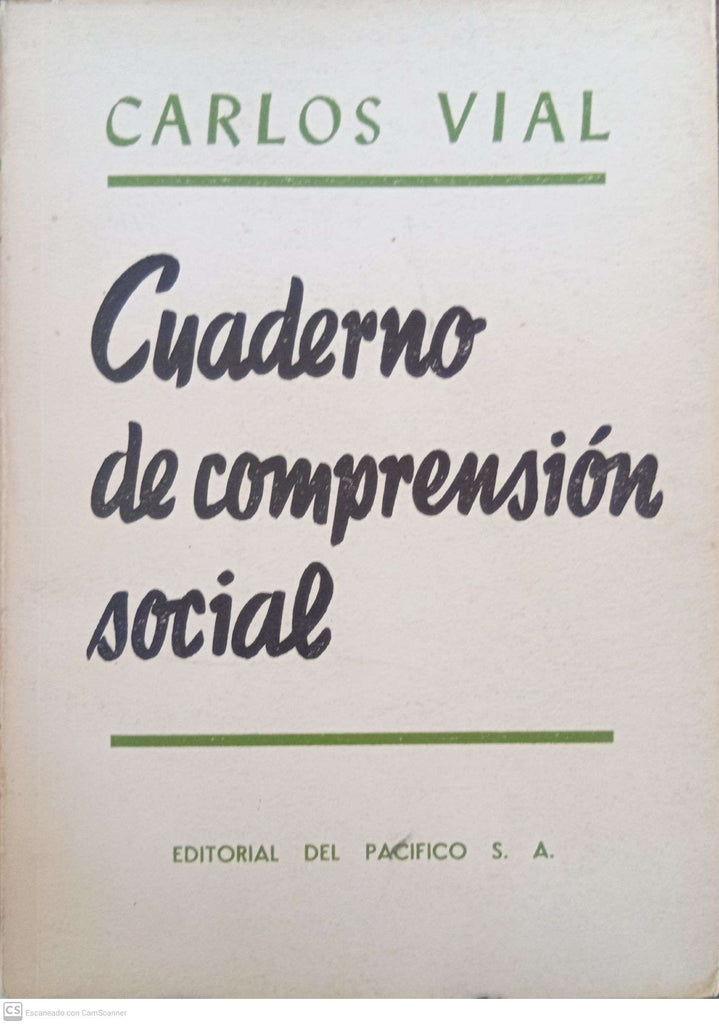 CARLOS VIAL
Cuaderno
de comprensión
social
EDITORIAL DEL PACIFICO S. A.
CS Escaneado con CamScanner